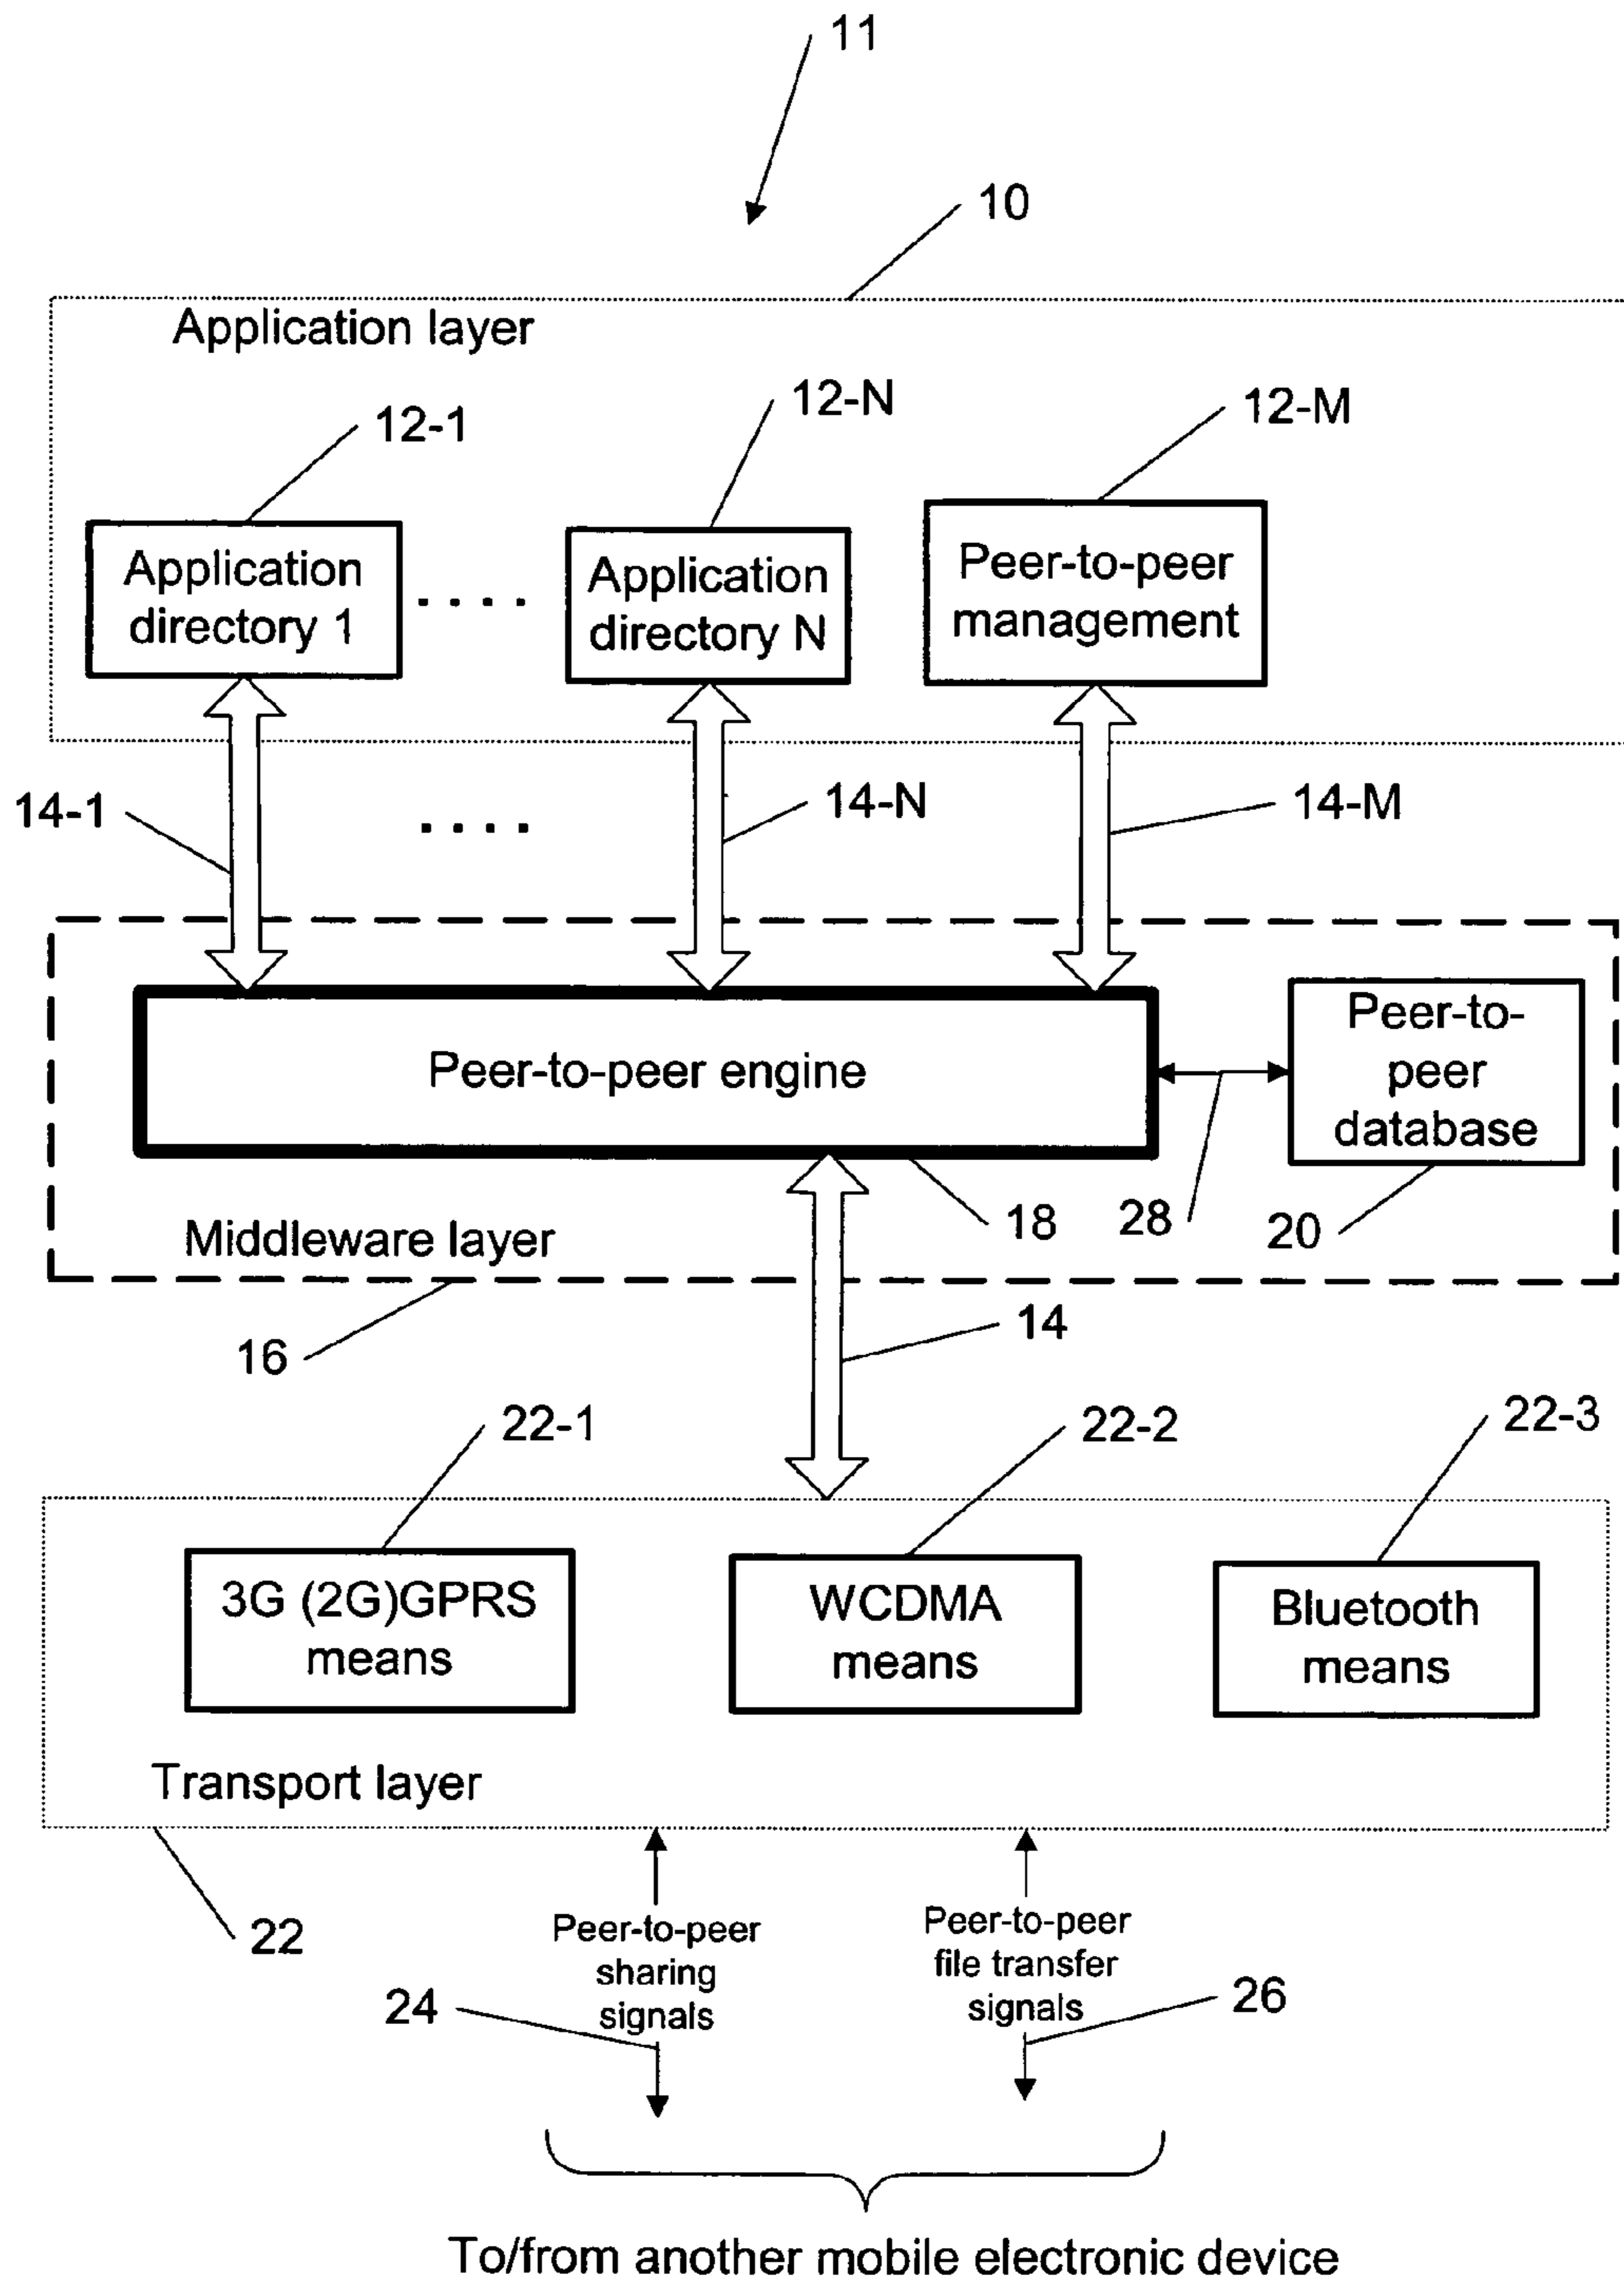 11
10
Application layer
12-1
12-N
12-M
Application
directory 1
. . . .
Application
directory N
Peer-to-peer
management
14-1
. . . .
14-N
14-M
Peer-to-peer engine
Peer-to-
peer
database
Middleware layer
18
28
20
16
14
22-1
22-2
22-3
3G (2G)GPRS
means
WCDMA
means
Bluetooth
means
Transport layer
22
Peer-to-peer
sharing
signals
24
Peer-to-peer
file transfer
signals
26
To/from another mobile electronic device